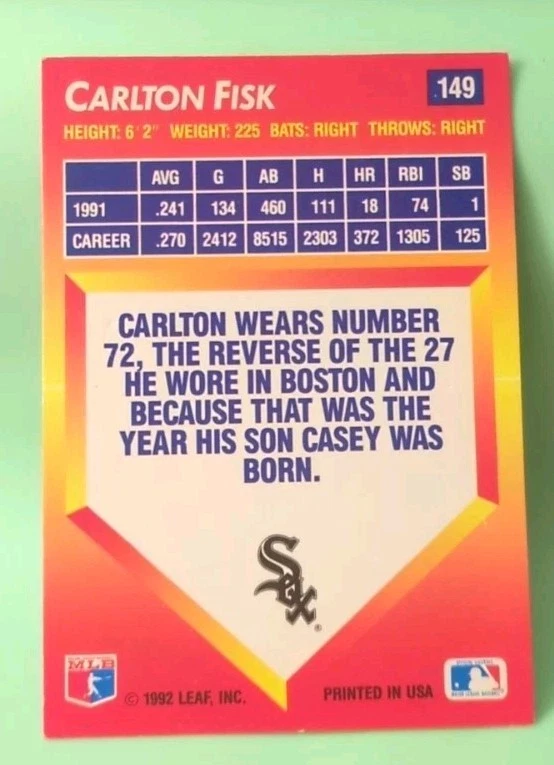 CARLTON FISK
149
HEIGHT: 6' 2" WEIGHT: 225 BATS: RIGHT THROWS: RIGHT
AVG G AB H HR RBI SB
1991 .241 134 460 111 18 74 1
CAREER .270 2412 8515 2303 372 1305 125
CARLTON WEARS NUMBER
72, THE REVERSE OF THE 27
HE WORE IN BOSTON AND
BECAUSE THAT WAS THE
YEAR HIS SON CASEY WAS
BORN.
Sox
MLB
© 1992 LEAF, INC.
PRINTED IN USA